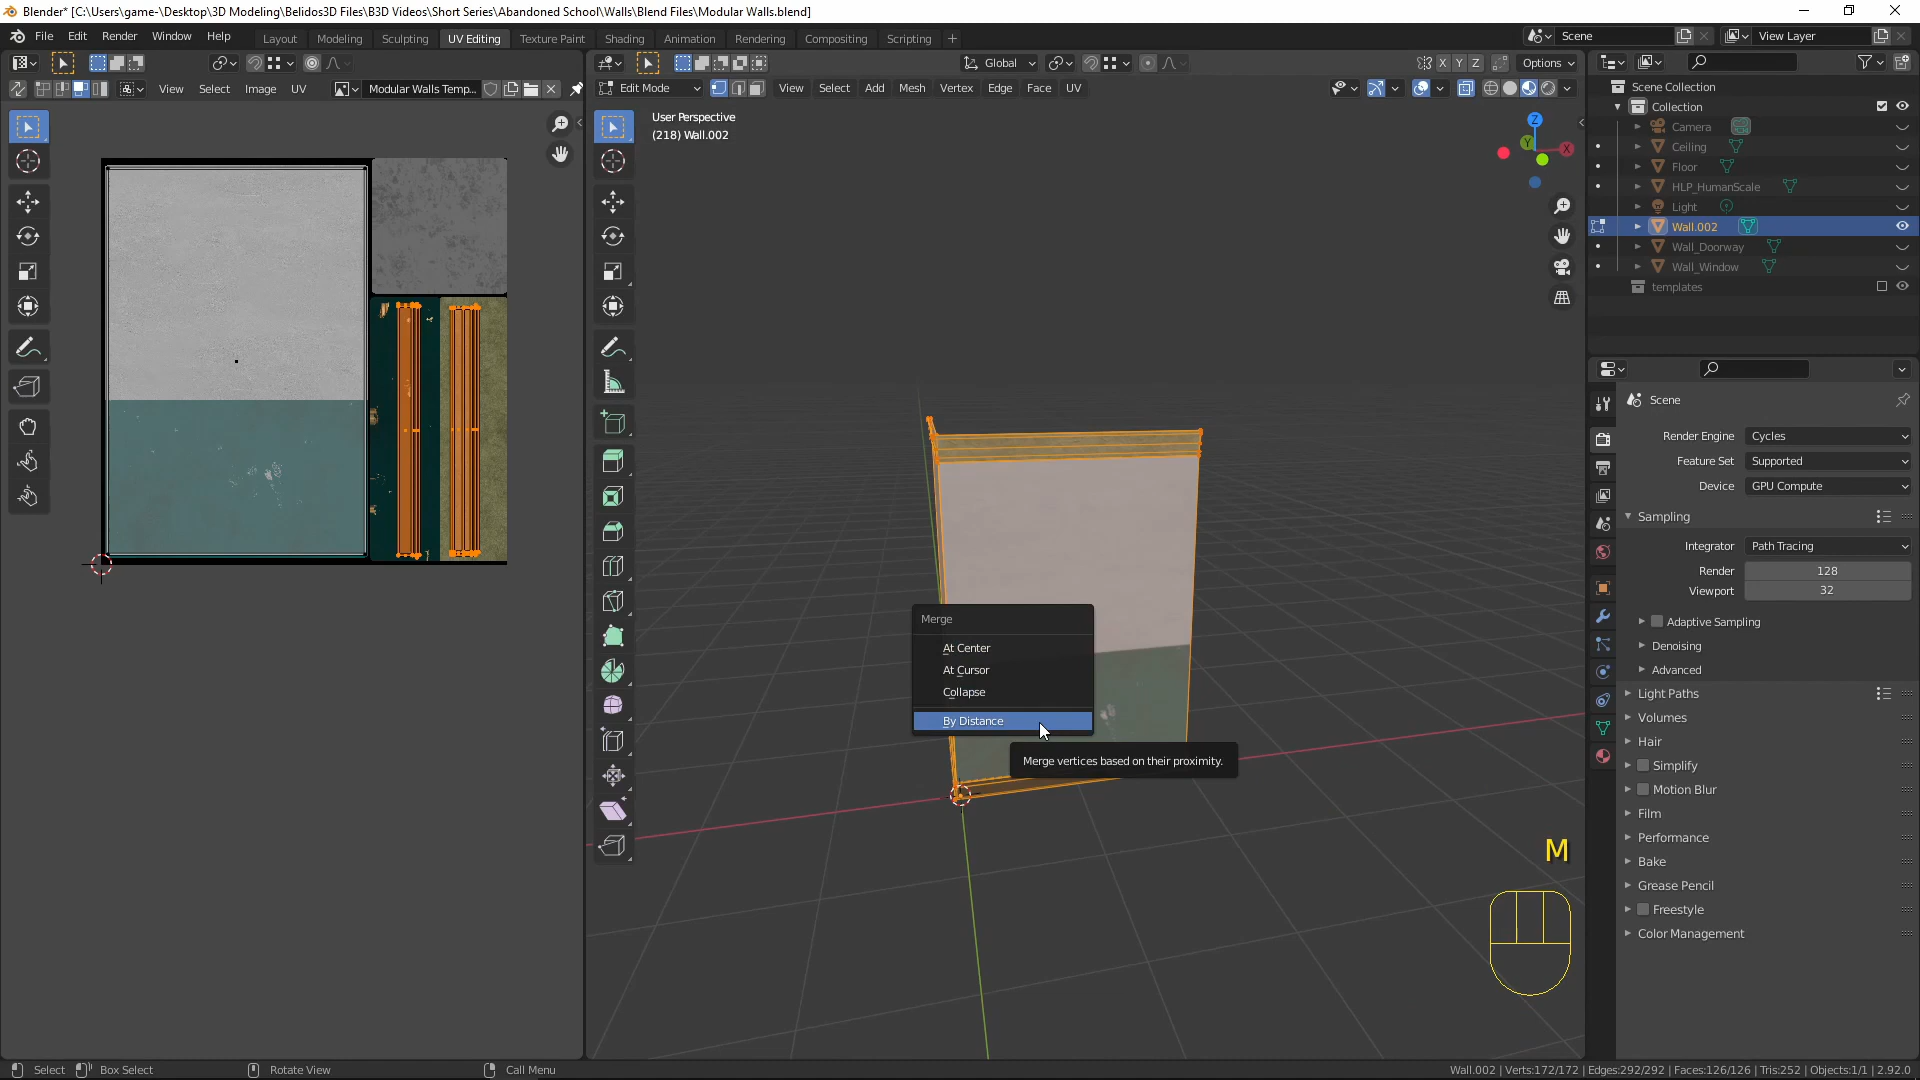 Blender* [C:\Users\game-\Desktop\3D Modeling\Belidos3D Files\B3D Videos\Short Series\Abandoned School\Walls\Blend Files\Modular Walls.blend]
File Edit Render Window Help Layout Modeling Sculpting UV Editing Texture Paint Shading Animation Rendering Compositing Scripting + Scene View Layer
Global X Y Z Options
View Select Image UV Modular Walls Temp... Edit Mode View Select Add Mesh Vertex Edge Face UV
User Perspective
(218) Wall.002
Z
Y
X
Scene Collection
Collection
Camera
Ceiling
Floor
HLP_HumanScale
Light
Wall.002
Wall_Doorway
Wall_Window
templates
Scene
Render Engine Cycles
Feature Set Supported
Device GPU Compute
Sampling
Integrator Path Tracing
Render 128
Viewport 32
Adaptive Sampling
Denoising
Advanced
Light Paths
Volumes
Hair
Simplify
Motion Blur
Film
Performance
Bake
Grease Pencil
Freestyle
Color Management
Merge
At Center
At Cursor
Collapse
By Distance
Merge vertices based on their proximity.
M
Select Box Select Rotate View Call Menu Wall.002 | Verts:172/172 | Edges:292/292 | Faces:126/126 | Tris:252 | Objects:1/1 | 2.92.0